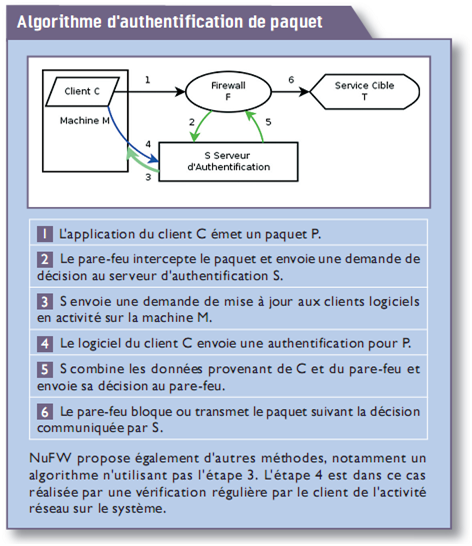 Algorithme d'authentification de paquet
Client C
Machine M
1
Firewall
F
6
Service Cible
T
2
5
4
3
S Serveur
d'Authentification
1 L'application du client C émet un paquet P.
2 Le pare-feu intercepte le paquet et envoie une demande de
décision au serveur d'authentification S.
3 S envoie une demande de mise à jour aux clients logiciels
en activité sur la machine M.
4 Le logiciel du client C envoie une authentification pour P.
5 S combine les données provenant de C et du pare-feu et
envoie sa décision au pare-feu.
6 Le pare-feu bloque ou transmet le paquet suivant la décision
communiquée par S.
NuFW propose également d'autres méthodes, notamment un
algorithme n'utilisant pas l'étape 3. L'étape 4 est dans ce cas
réalisée par une vérification régulière par le client de l'activité
réseau sur le système.